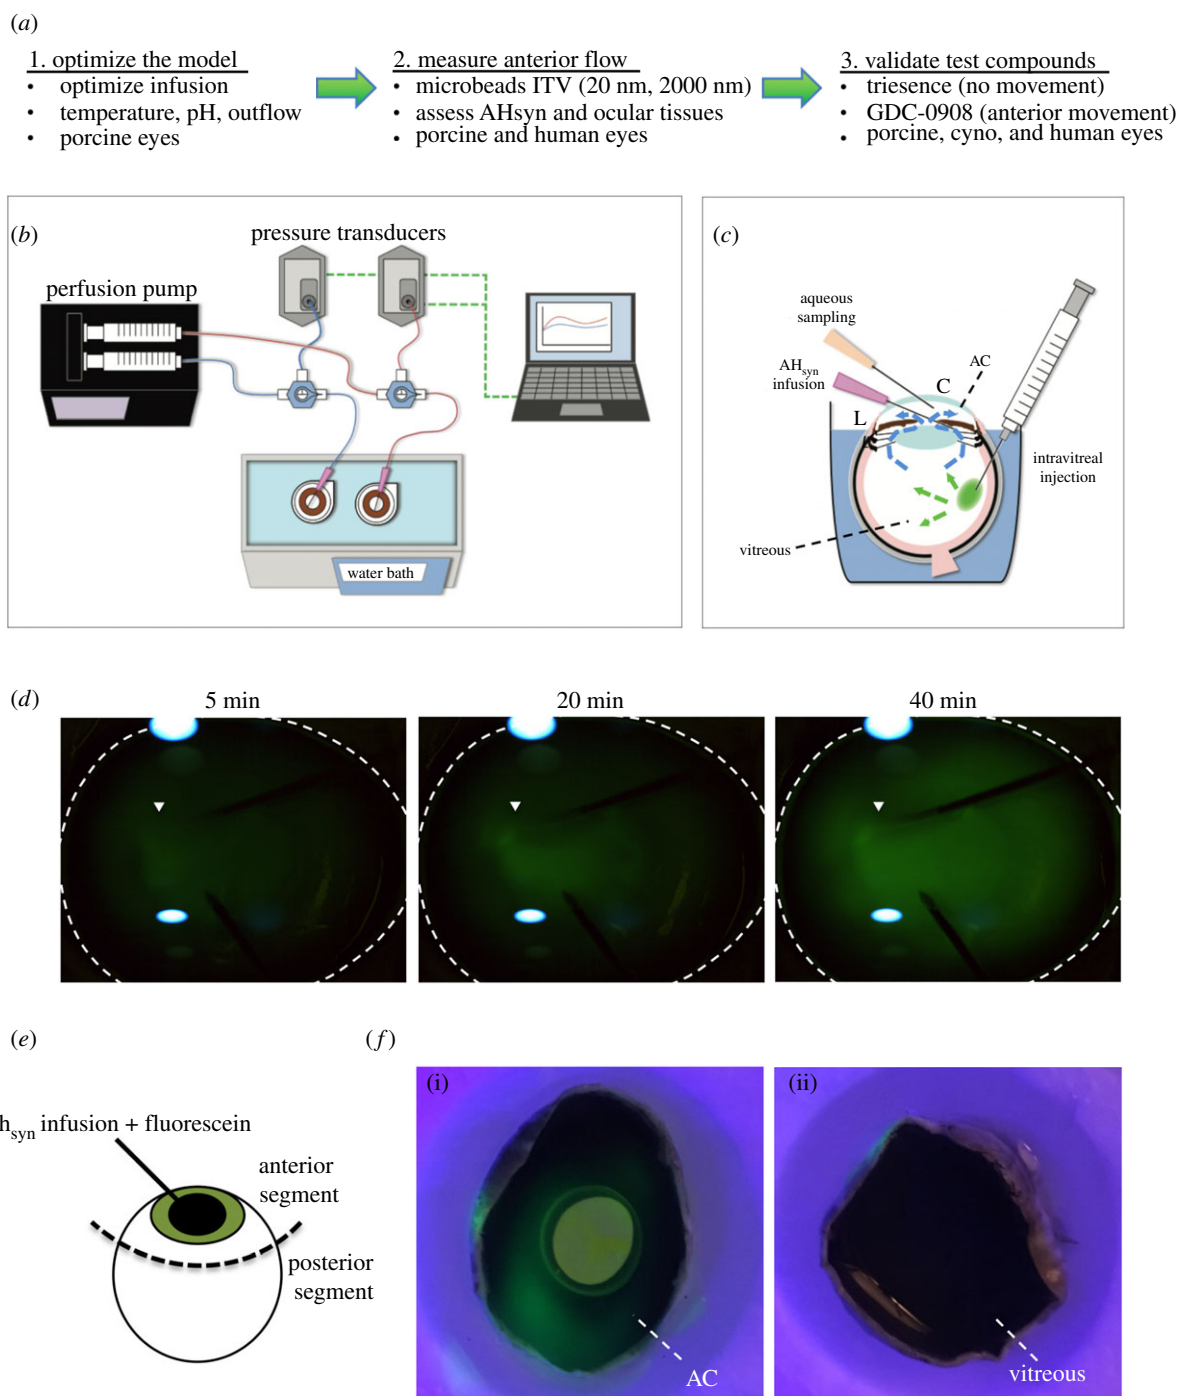 (a)
1. optimize the model
• optimize infusion
• temperature, pH, outflow
• porcine eyes
2. measure anterior flow
• microbeads ITV (20 nm, 2000 nm)
• assess AHsyn and ocular tissues
• porcine and human eyes
3. validate test compounds
• triesence (no movement)
• GDC-0908 (anterior movement)
• porcine, cyno, and human eyes
(b)
pressure transducers
perfusion pump
water bath
(c)
aqueous
sampling
AHsyn
infusion
C
AC
L
intravitreal
injection
vitreous
(d)
5 min
20 min
40 min
(e)
hsyn infusion + fluorescein
anterior
segment
posterior
segment
(f)
(i)
AC
(ii)
vitreous